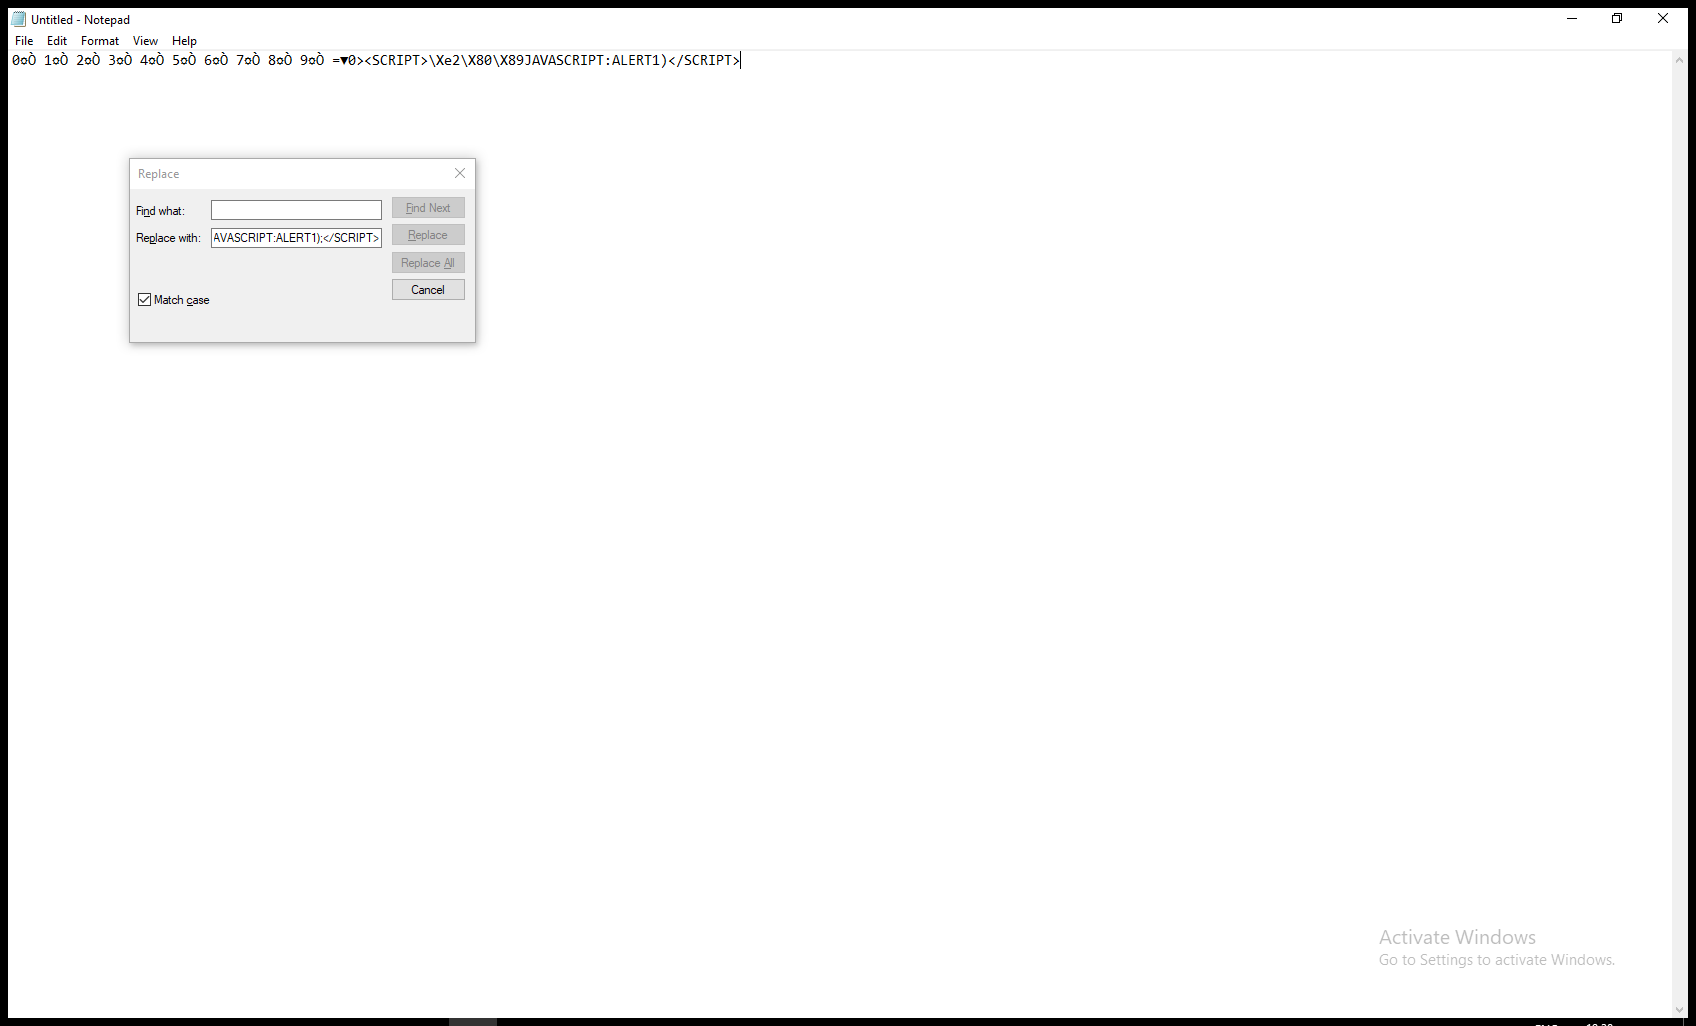 Untitled - Notepad
File Edit Format View Help
0¤Ò 1¤Ò 2¤Ò 3¤Ò 4¤Ò 5¤Ò 6¤Ò 7¤Ò 8¤Ò 9¤Ò =▼0><SCRIPT>\Xe2\X80\X89JAVASCRIPT:ALERT1)</SCRIPT>
Replace
Find what:
Find Next
Replace with: AVASCRIPT:ALERT1);</SCRIPT>
Replace
Replace All
Cancel
Match case
Activate Windows
Go to Settings to activate Windows.